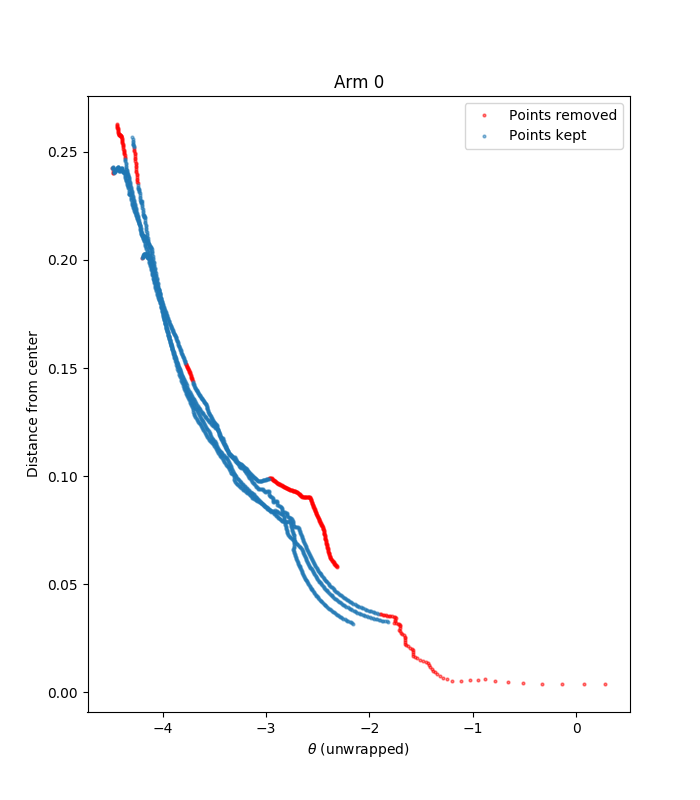 Arm 0
Points removed
Points kept
Distance from center
0.25
0.20
0.15
0.10
0.05
0.00
−4
−3
−2
−1
0
θ (unwrapped)